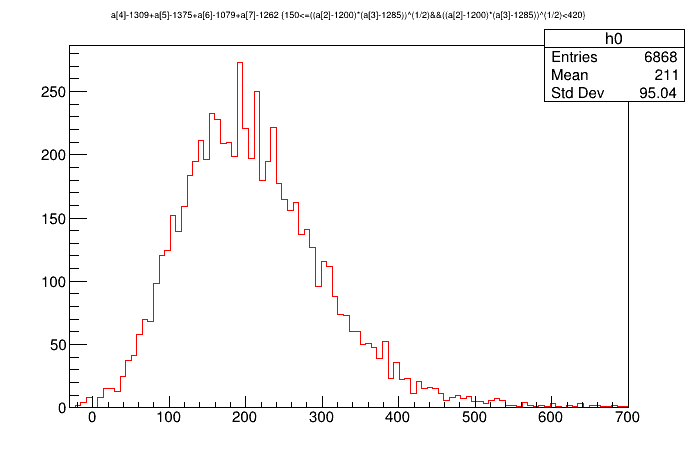 a[4]-1309+a[5]-1375+a[6]-1079+a[7]-1262 {150<=((a[2]-1200)*(a[3]-1285))^(1/2)&&((a[2]-1200)*(a[3]-1285))^(1/2)<420}
h0
Entries 6868
Mean 211
Std Dev 95.04
250
200
150
100
50
0
0 100 200 300 400 500 600 700